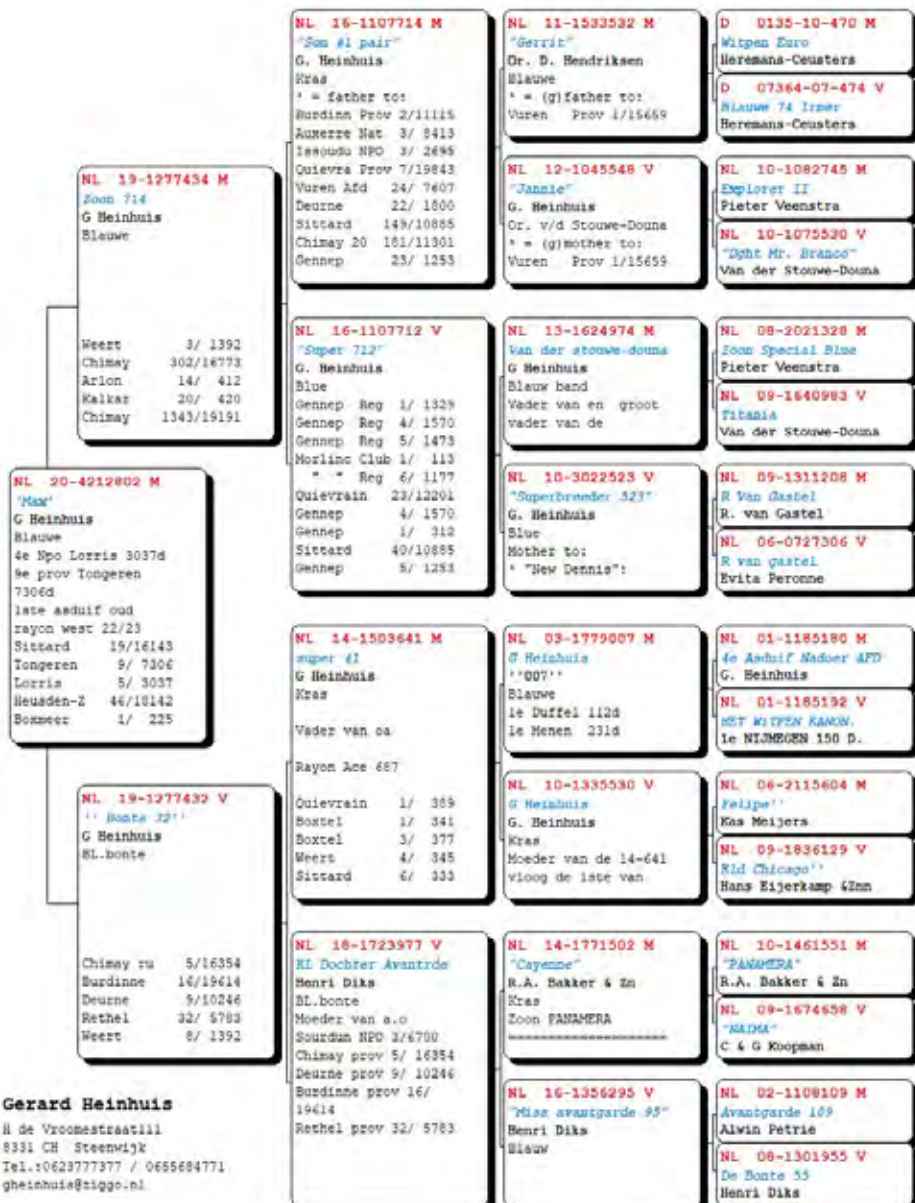 NL 20-4212802 M
'Max'
G Heinhuis
Blauwe
4e Npo Lorris 3037d
9e prov Tongeren
7306d
1ste asduif oud
rayon west 22/23
Sittard 19/16143
Tongeren 9/ 7306
Lorris 5/ 3037
Heusden-Z 46/18142
Boxmeer 1/ 225
NL 19-1277434 M
Zoon 714
G Heinhuis
Blauwe
Weert 3/ 1392
Chimay 302/16773
Arlon 14/ 412
Kalkar 20/ 420
Chimay 1343/19191
NL 19-1277432 V
'' Bonte 32''
G Heinhuis
BL.bonte
Chimay ru 5/16354
Burdinne 16/19614
Deurne 9/10246
Rethel 32/ 5783
Weert 8/ 1392
NL 16-1107714 M
"Son #1 pair"
G. Heinhuis
Kras
* = father to:
Burdinn Prov 2/11115
Auxerre Nat 3/ 8413
Issoudu NPO 3/ 2695
Quievra Prov 7/19843
Vuren Afd 24/ 7607
Deurne 22/ 1800
Sittard 149/10885
Chimay 20 181/11301
Gennep 23/ 1253
NL 16-1107712 V
"Super 712"
G. Heinhuis
Blue
Gennep Reg 1/ 1329
Gennep Reg 4/ 1570
Gennep Reg 5/ 1473
Morlinc Club 1/ 113
" " Reg 6/ 1177
Quievrain 23/12201
Gennep 4/ 1570
Gennep 1/ 312
Sittard 40/10885
Gennep 5/ 1253
NL 14-1503641 M
super 41
G Heinhuis
Kras
Vader van oa
Rayon Ace 687
Quievrain 1/ 389
Boxtel 1/ 341
Boxtel 3/ 377
Weert 4/ 345
Sittard 6/ 333
NL 18-1723977 V
Kl Dochter Avantrde
Henri Diks
BL.bonte
Moeder van a.o
Sourdun NPO 3/6700
Chimay prov 5/ 16354
Deurne prov 9/ 10246
Burdinne prov 16/
19614
Rethel prov 32/ 5783
NL 11-1533532 M
"Gerrit"
Or. D. Hendriksen
Blauwe
* = (g)father to:
Vuren Prov 1/15659
NL 12-1045548 V
"Jannie"
G. Heinhuis
Or. v/d Stouwe-Douna
* = (g)mother to:
Vuren Prov 1/15659
NL 13-1624974 M
Van der stouwe-douna
G Heinhuis
Blauw band
Vader van en groot
vader van de
NL 10-3022523 V
"Superbreeder 523"
G. Heinhuis
Blue
Mother to:
* "New Dennis":
NL 03-1779007 M
G Heinhuis
''007''
Blauwe
1e Duffel 112d
1e Menen 231d
NL 10-1335530 V
G Heinhuis
G. Heinhuis
Kras
Moeder van de 14-641
vloog de 1ste van
NL 14-1771502 M
"Cayenne"
R.A. Bakker & Zn
Kras
Zoon PANAMERA
====================
NL 16-1356295 V
"Miss avantgarde 95"
Henri Diks
Blauw
D 0135-10-470 M
Witpen Euro
Heremans-Ceusters
D 07364-07-474 V
Blauwe 74 Irmer
Heremans-Ceusters
NL 10-1082745 M
Explorer II
Pieter Veenstra
NL 10-1075530 V
"Dght Mr. Branco"
Van der Stouwe-Douna
NL 08-2021328 M
Zoon Special Blue
Pieter Veenstra
NL 09-1640983 V
Titania
Van der Stouwe-Douna
NL 09-1311208 M
R Van Gastel
R. van Gastel
NL 06-0727306 V
R van gastel
Evita Peronne
NL 01-1185180 M
4e Asduif Nadoer AFD
G. Heinhuis
NL 01-1185192 V
HET WITPEN KANON.
1e NIJMEGEN 150 D.
NL 06-2115604 M
Felipe''
Kas Meijers
NL 09-1836129 V
Kld Chicago''
Hans Eijerkamp &Znn
NL 10-1461551 M
"PANAMERA"
R.A. Bakker & Zn
NL 09-1674658 V
"NAIMA"
C & G Koopman
NL 02-1108109 M
Avantgarde 109
Alwin Petrie
NL 08-1301955 V
De Bonte 55
Henri Diks
Gerard Heinhuis
H de Vroomestraat111
8331 CH Steenwijk
Tel.:0623777377 / 0655684771
gheinhuis@ziggo.nl